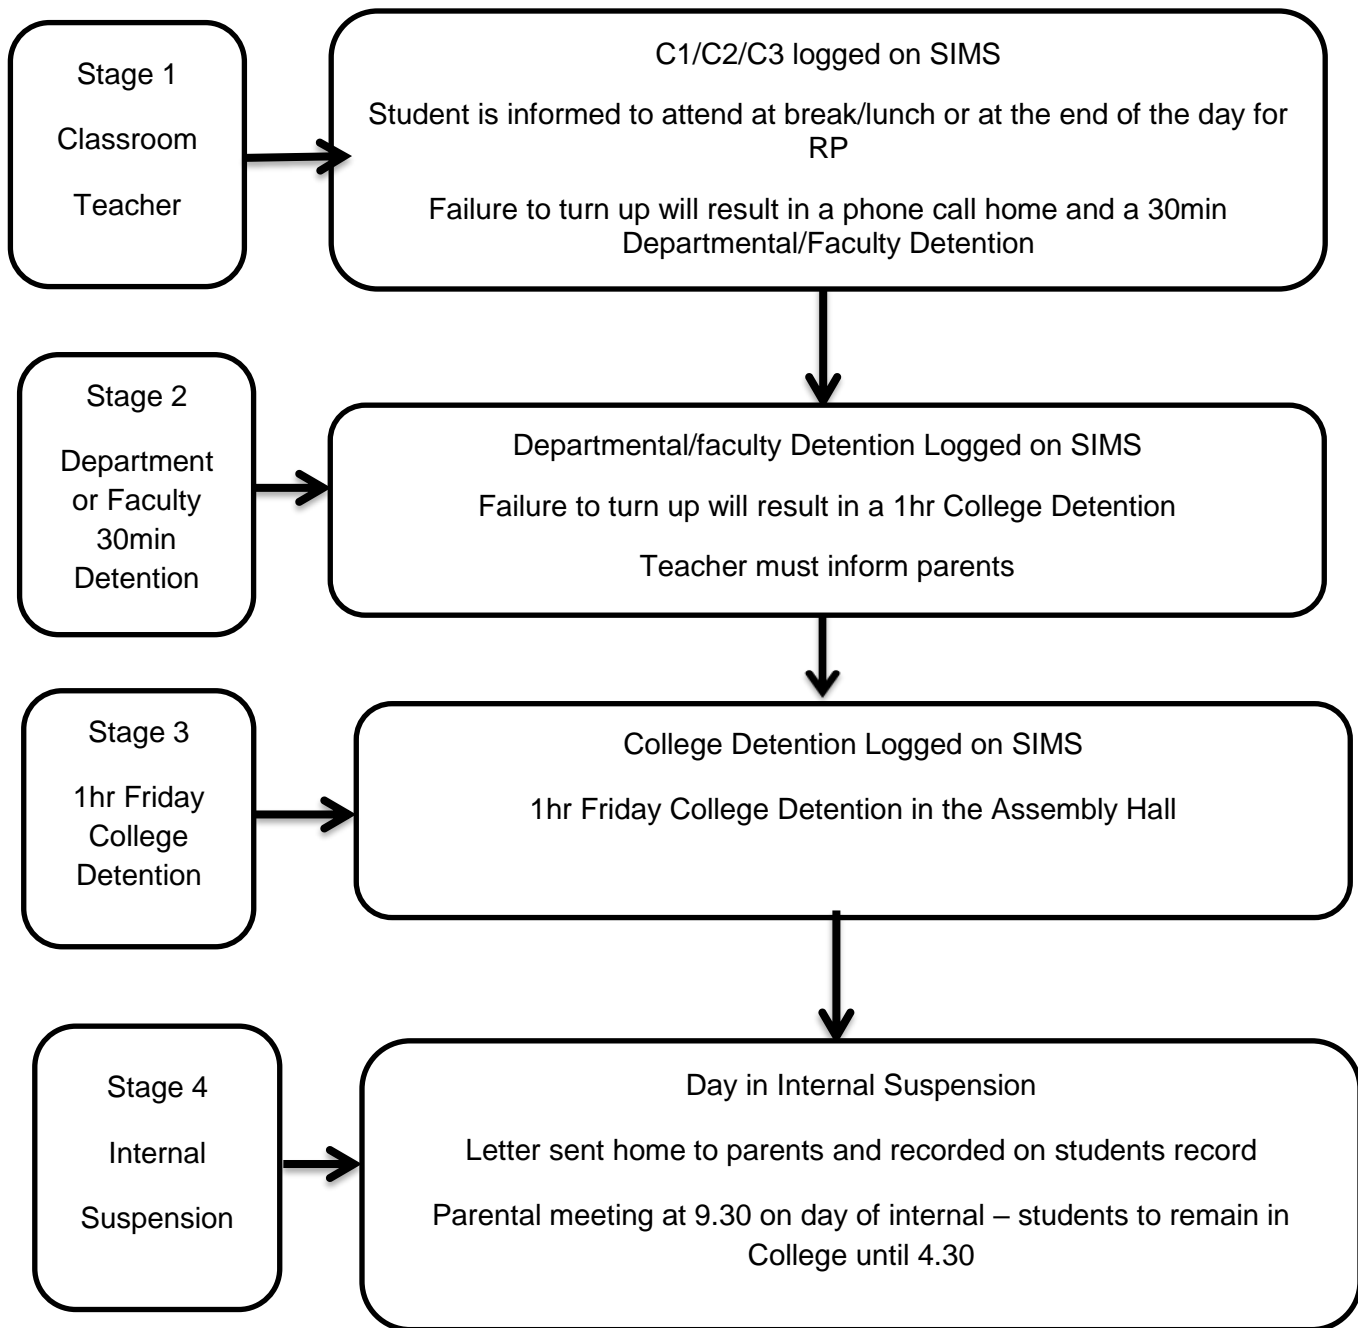 Stage 1
Classroom
Teacher
C1/C2/C3 logged on SIMS
Student is informed to attend at break/lunch or at the end of the day for
RP
Failure to turn up will result in a phone call home and a 30min
Departmental/Faculty Detention
Stage 2
Department
or Faculty
30min
Detention
Departmental/faculty Detention Logged on SIMS
Failure to turn up will result in a 1hr College Detention
Teacher must inform parents
Stage 3
1hr Friday
College
Detention
College Detention Logged on SIMS
1hr Friday College Detention in the Assembly Hall
Stage 4
Internal
Suspension
Day in Internal Suspension
Letter sent home to parents and recorded on students record
Parental meeting at 9.30 on day of internal – students to remain in
College until 4.30